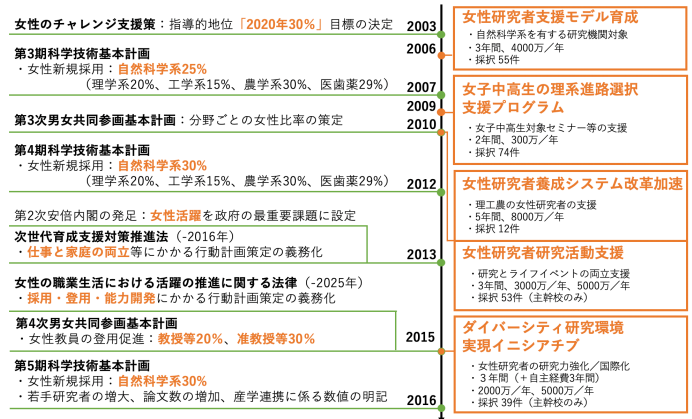 女性のチャレンジ支援策：指導的地位「2020年30%」目標の決定
第3期科学技術基本計画
・女性新規採用：自然科学系25%
（理学系20%、工学系15%、農学系30%、医歯薬29%）
第3次男女共同参画基本計画：分野ごとの女性比率の策定
第4期科学技術基本計画
・女性新規採用：自然科学系30%
（理学系20%、工学系15%、農学系30%、医歯薬29%）
第2次安倍内閣の発足：女性活躍を政府の最重要課題に設定
次世代育成支援対策推進法（-2016年）
・仕事と家庭の両立等にかかる行動計画策定の義務化
女性の職業生活における活躍の推進に関する法律（-2025年）
・採用・登用・能力開発にかかる行動計画策定の義務化
第4次男女共同参画基本計画
・女性教員の登用促進：教授等20%、准教授等30%
第5期科学技術基本計画
・女性新規採用：自然科学系30%
・若手研究者の増大、論文数の増加、産学連携に係る数値の明記
2003
2006
2007
2009
2010
2012
2013
2015
2016
女性研究者支援モデル育成
・自然科学系を有する研究機関対象
・3年間、4000万／年
・採択 55件
女子中高生の理系進路選択
支援プログラム
・女子中高生対象セミナー等の支援
・2年間、300万／年
・採択 74件
女性研究者養成システム改革加速
・理工農の女性研究者の支援
・5年間、8000万／年
・採択 12件
女性研究者研究活動支援
・研究とライフイベントの両立支援
・3年間、3000万／年、5000万／年
・採択 53件（主幹校のみ）
ダイバーシティ研究環境
実現イニシアチブ
・女性研究者の研究力強化／国際化
・３年間（＋自主経費3年間）
・2000万／年、5000万／年
・採択 39件（主幹校のみ）